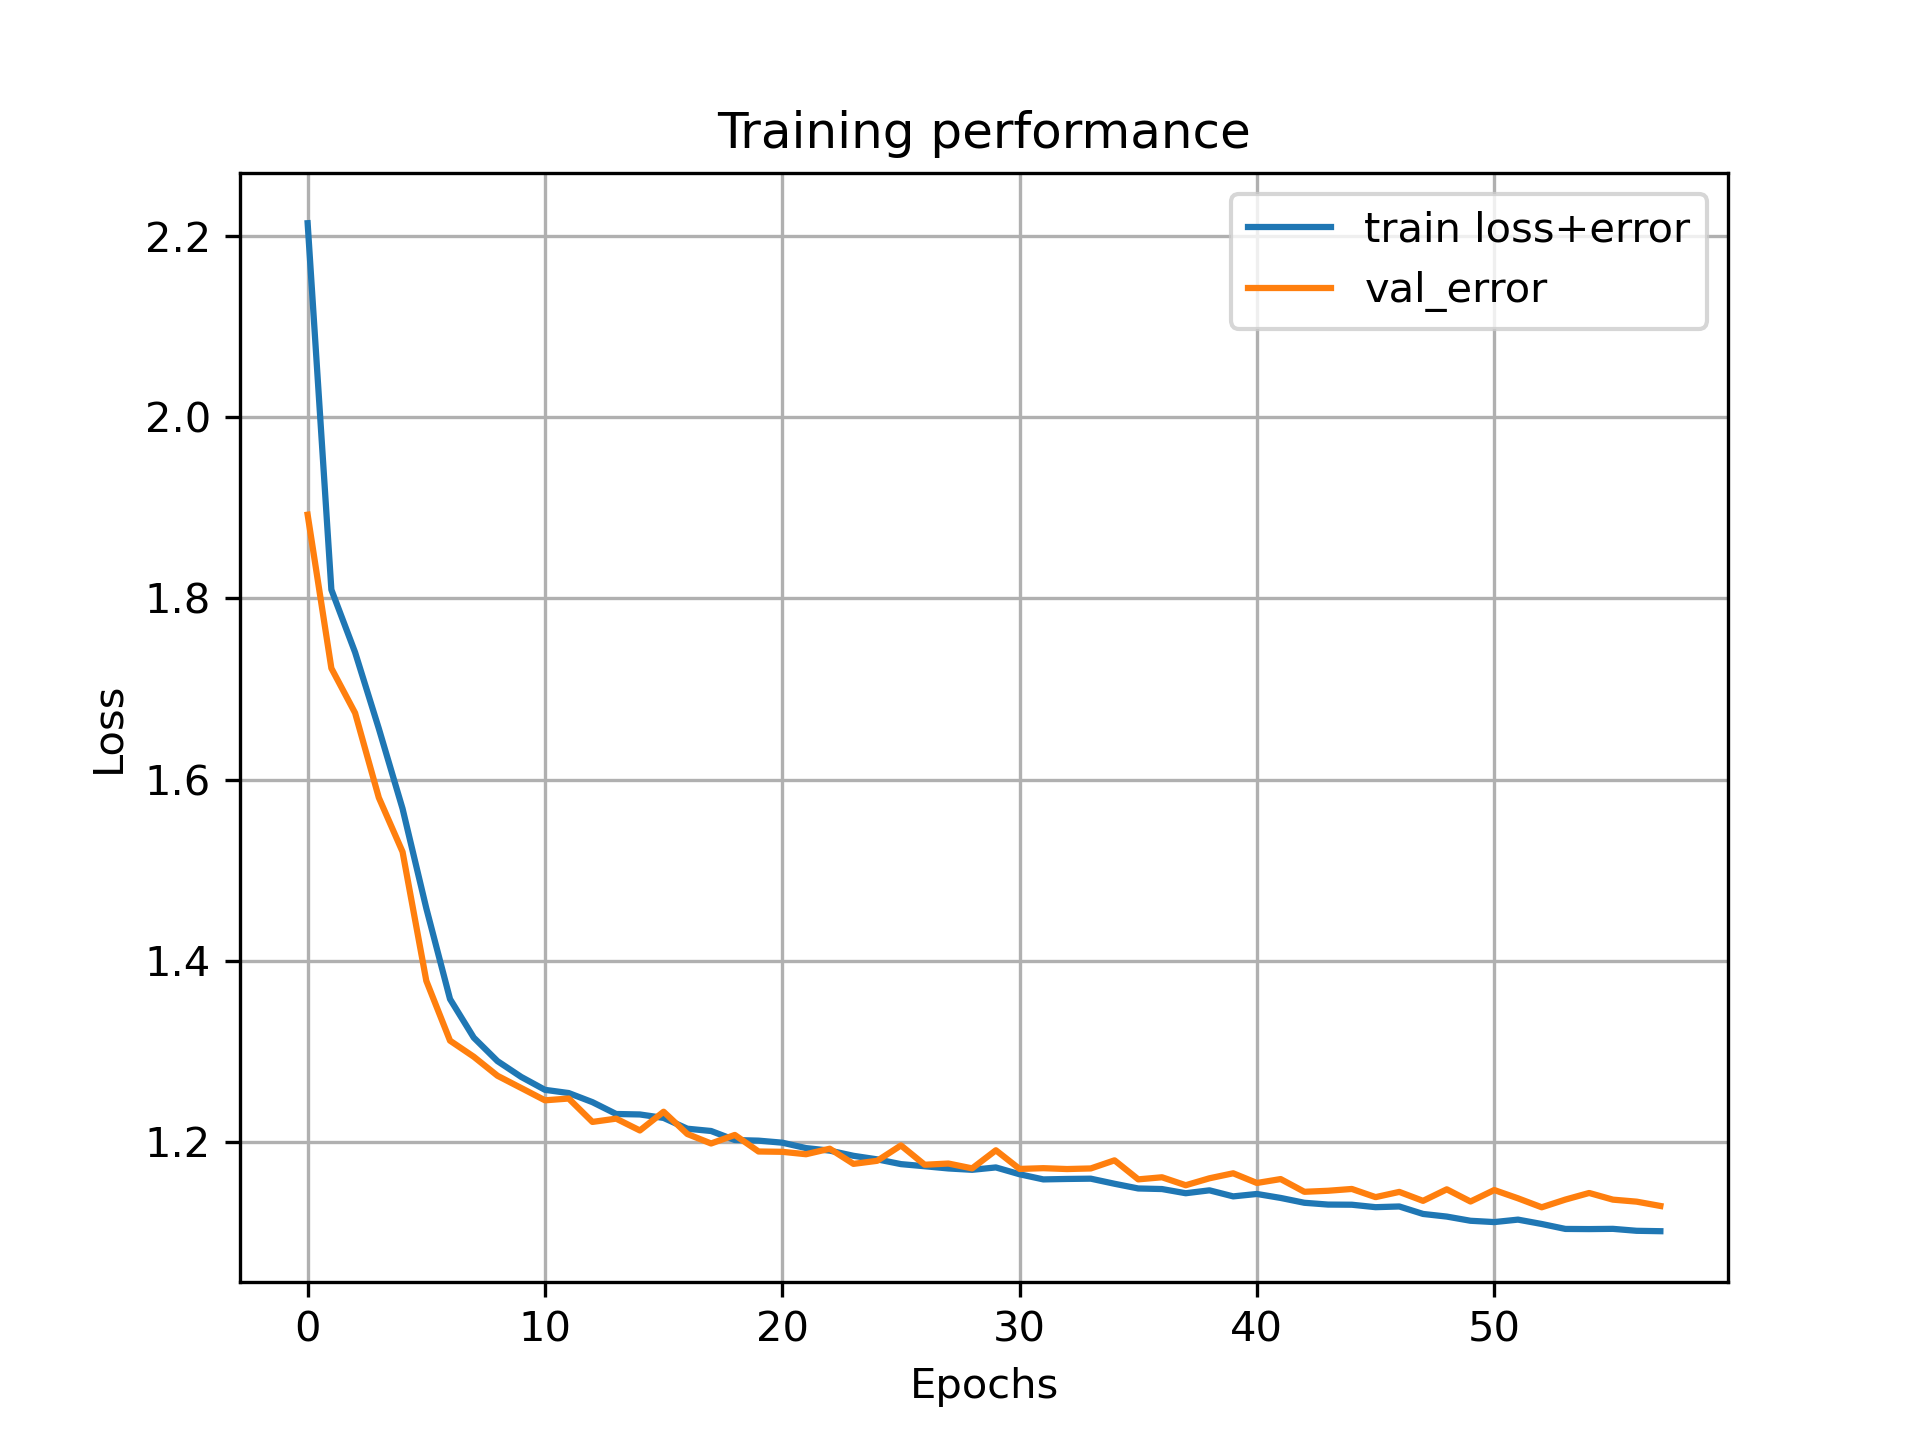 Training performance
train loss+error
val_error
2.2
2.0
1.8
1.6
1.4
1.2
Loss
0 10 20 30 40 50
Epochs